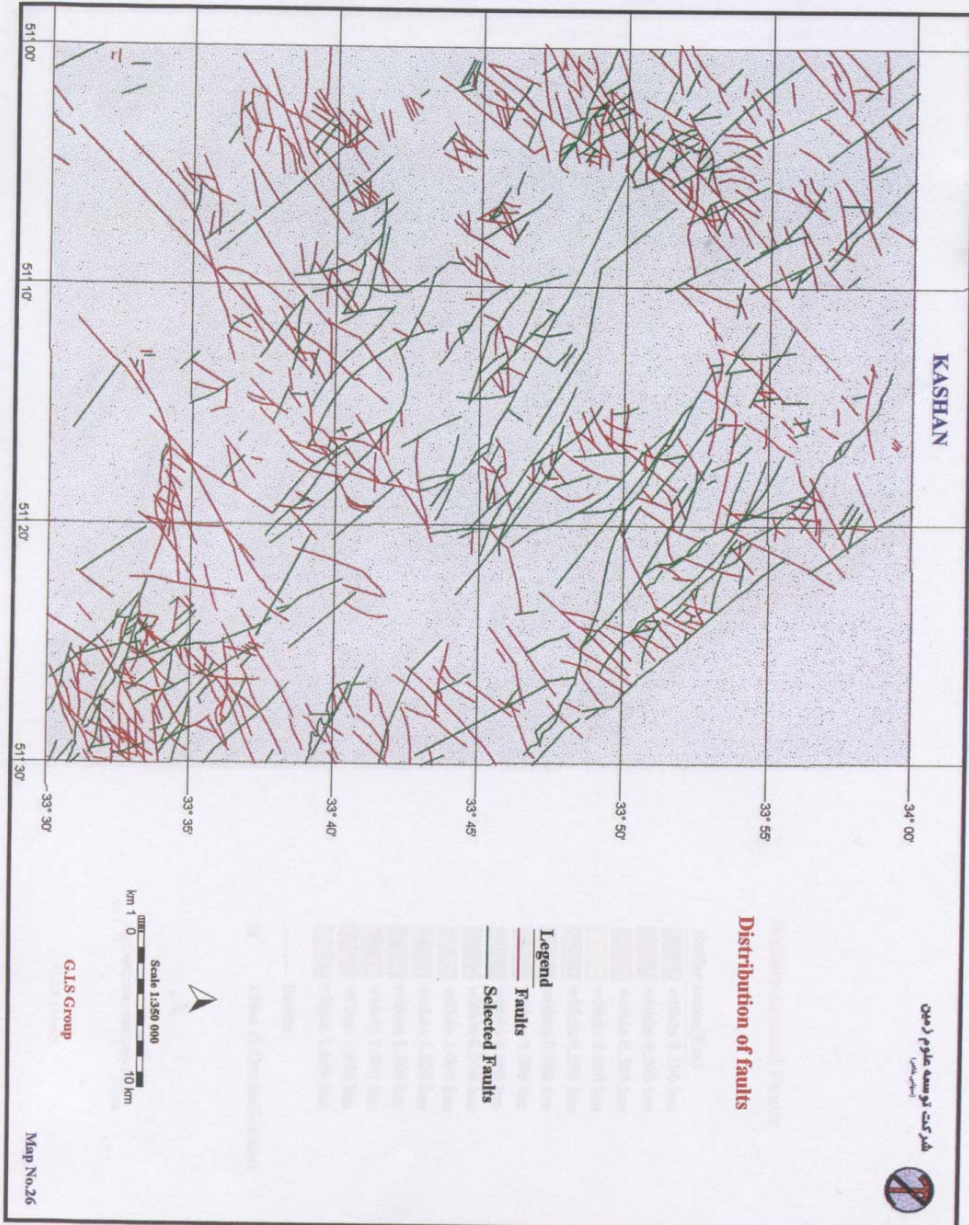 KASHAN
شرکت توسعه علوم زمین
(سهامی خاص)
51° 00'
51° 10'
51° 20'
51° 30'
34° 00'
33° 55'
33° 50'
33° 45'
33° 40'
33° 35'
33° 30'
Distribution of faults
Legend
Faults
Selected Faults
Scale 1:350 000
km 1 0 10 km
G.I.S Group
Map No.26